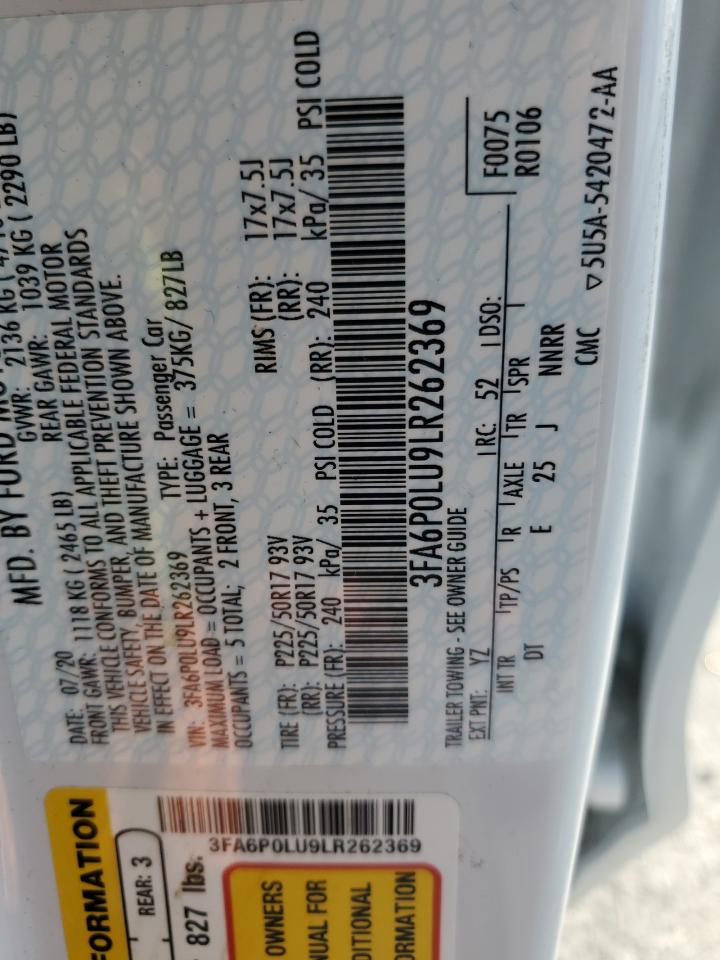 MFD. BY FORD MO
DATE: 07/20 GVWR: 2136 KG (
FRONT GAWR: 1118 KG ( 2465 LB) REAR GAWR: 1039 KG ( 2290 LB)
THIS VEHICLE CONFORMS TO ALL APPLICABLE FEDERAL MOTOR
VEHICLE SAFETY, BUMPER, AND THEFT PREVENTION STANDARDS
IN EFFECT ON THE DATE OF MANUFACTURE SHOWN ABOVE.
VIN: 3FA6P0LU9LR262369 TYPE: Passenger Car
MAXIMUM LOAD = OCCUPANTS + LUGGAGE = 375KG/ 827LB
OCCUPANTS = 5 TOTAL; 2 FRONT, 3 REAR
TIRE (FR): P225/50R17 93V RIMS (FR): 17x7.5J
(RR): P225/50R17 93V (RR): 17x7.5J
PRESSURE (FR): 240 kPa/ 35 PSI COLD (RR): 240 kPa/ 35 PSI COLD
3FA6P0LU9LR262369
TRAILER TOWING - SEE OWNER GUIDE
F0075
R0106
EXT PNT: YZ RC: 52 DSO:
INT TR TP/PS R AXLE TR SPR
DT E 25 J NNRR
CMC ▽ 5U5A-5420472-AA
FORMATION
REAR: 3
827 lbs.
3FA6P0LU9LR262369
OWNERS
NUAL FOR
DITIONAL
ORMATION